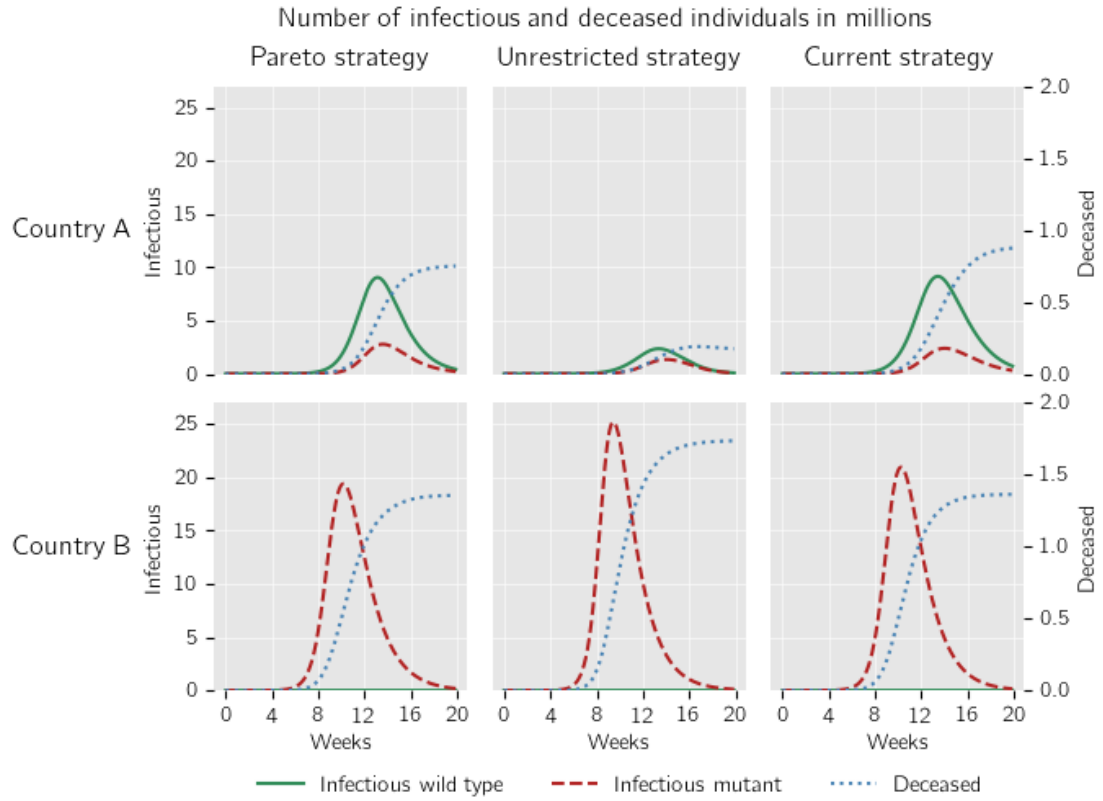 Number of infectious and deceased individuals in millions
Pareto strategy Unrestricted strategy Current strategy
Country A
Infectious
25
20
15
10
5
0
2.0
1.5
1.0
0.5
0.0
Deceased
Country B
Infectious
25
20
15
10
5
0
2.0
1.5
1.0
0.5
0.0
Deceased
0 4 8 12 16 20 0 4 8 12 16 20 0 4 8 12 16 20
Weeks Weeks Weeks
Infectious wild type Infectious mutant Deceased